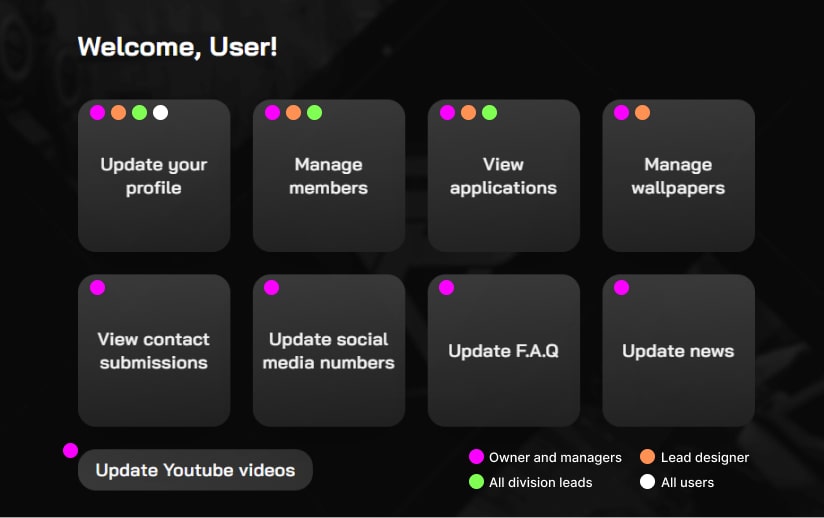 Welcome, User!
Update your
profile
Manage
members
View
applications
Manage
wallpapers
View contact
submissions
Update social
media numbers
Update F.A.Q
Update news
Update Youtube videos
Owner and managers
Lead designer
All division leads
All users